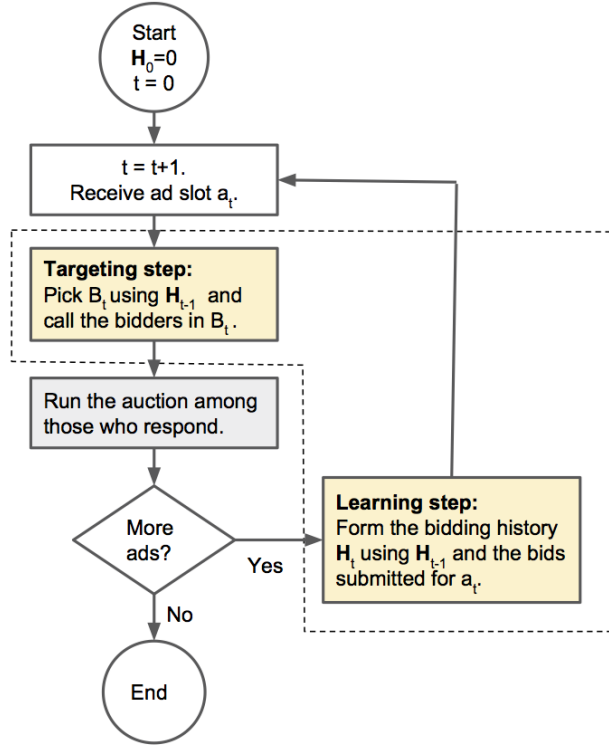 Start
H₀=0
t = 0
t = t+1.
Receive ad slot aₜ.
Targeting step:
Pick Bₜ using Hₜ₋₁ and
call the bidders in Bₜ.
Run the auction among
those who respond.
More
ads?
Yes
Learning step:
Form the bidding history
Hₜ using Hₜ₋₁ and the bids
submitted for aₜ.
No
End